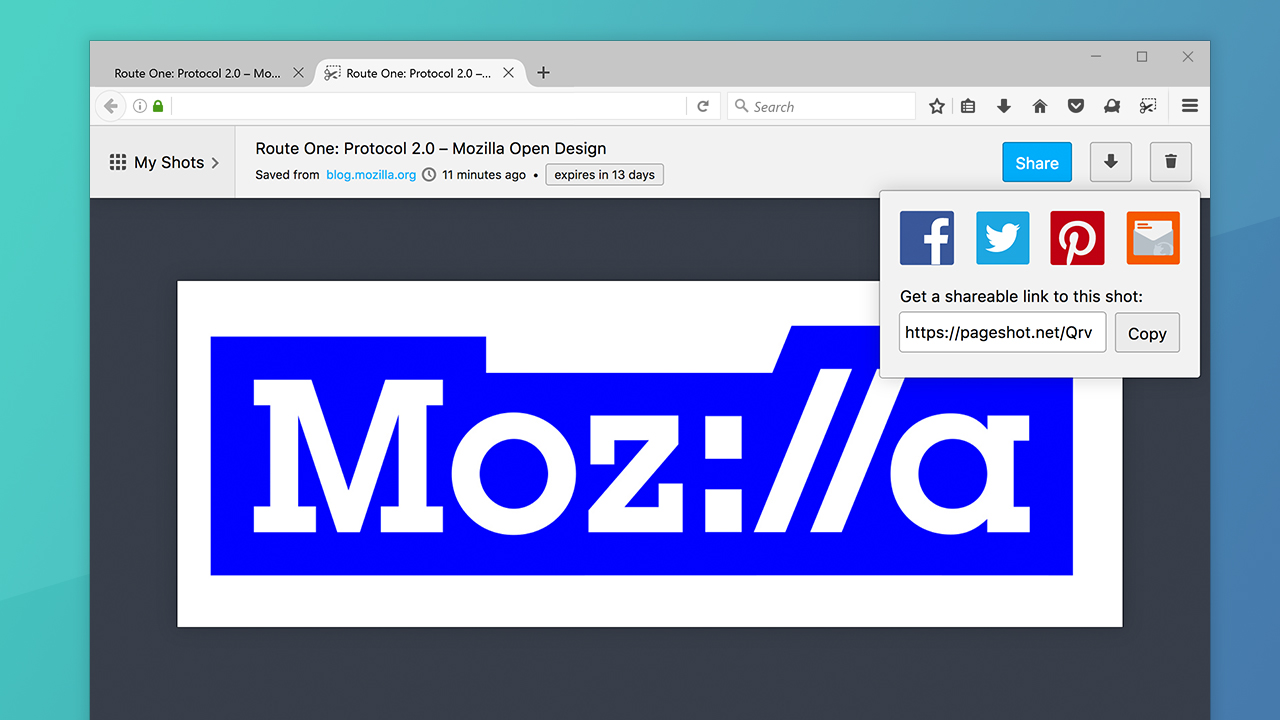 Route One: Protocol 2.0 – Mo...
Route One: Protocol 2.0 –...
Search
My Shots
Route One: Protocol 2.0 – Mozilla Open Design
Saved from blog.mozilla.org 11 minutes ago • expires in 13 days
Share
Get a shareable link to this shot:
https://pageshot.net/Qrv
Copy
Moz://a